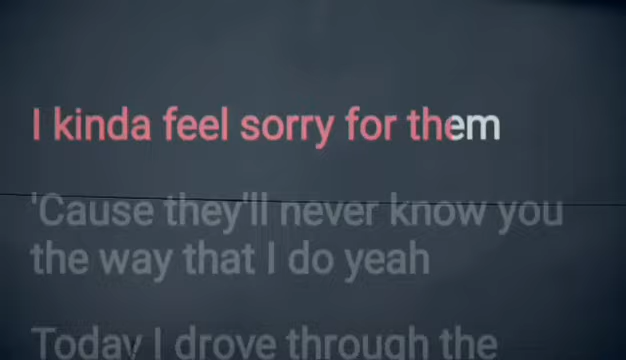 I kinda feel sorry for them
'Cause they'll never know you
the way that I do yeah
Today I drove through the